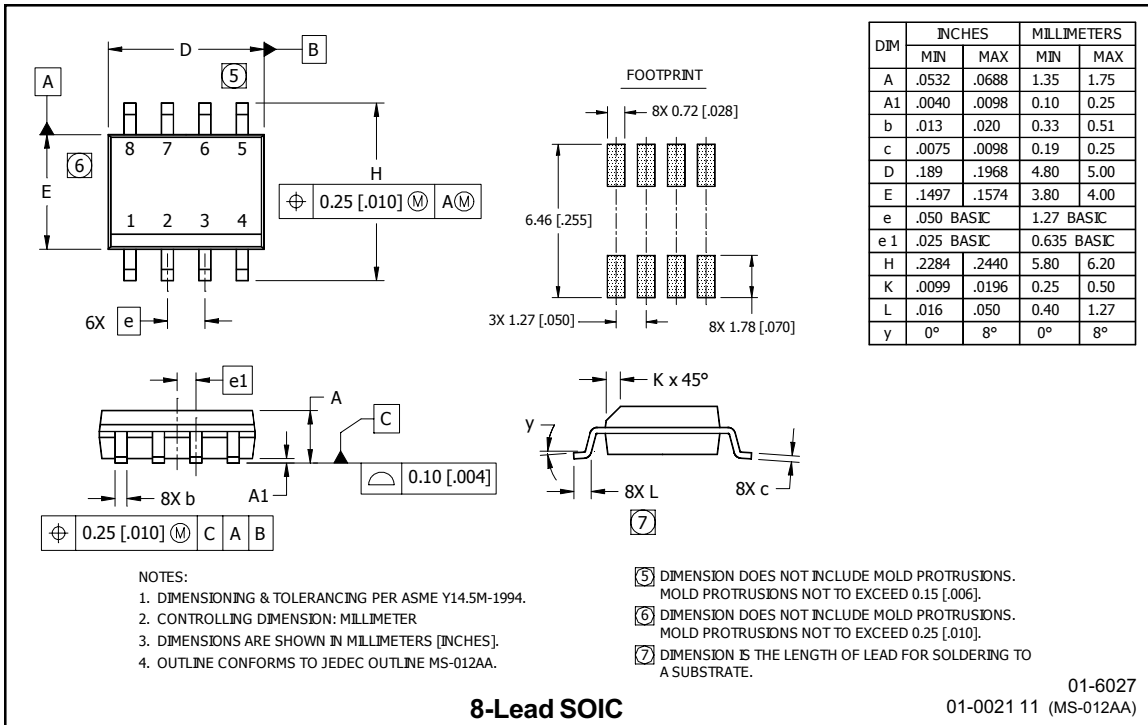 D
B
5
A
8 7 6 5
6
E
H
⌖ 0.25 [.010] Ⓜ A Ⓜ
1 2 3 4
6X e
FOOTPRINT
8X 0.72 [.028]
6.46 [.255]
3X 1.27 [.050]
8X 1.78 [.070]
DIM INCHES MILLIMETERS
MIN MAX MIN MAX
A .0532 .0688 1.35 1.75
A1 .0040 .0098 0.10 0.25
b .013 .020 0.33 0.51
c .0075 .0098 0.19 0.25
D .189 .1968 4.80 5.00
E .1497 .1574 3.80 4.00
e .050 BASIC 1.27 BASIC
e 1 .025 BASIC 0.635 BASIC
H .2284 .2440 5.80 6.20
K .0099 .0196 0.25 0.50
L .016 .050 0.40 1.27
y 0° 8° 0° 8°
e1
A
C
⌓ 0.10 [.004]
8X b
A1
⌖ 0.25 [.010] Ⓜ C A B
K x 45°
y
8X L
7
8X c
NOTES:
1. DIMENSIONING & TOLERANCING PER ASME Y14.5M-1994.
2. CONTROLLING DIMENSION: MILLIMETER
3. DIMENSIONS ARE SHOWN IN MILLIMETERS [INCHES].
4. OUTLINE CONFORMS TO JEDEC OUTLINE MS-012AA.
5 DIMENSION DOES NOT INCLUDE MOLD PROTRUSIONS.
MOLD PROTRUSIONS NOT TO EXCEED 0.15 [.006].
6 DIMENSION DOES NOT INCLUDE MOLD PROTRUSIONS.
MOLD PROTRUSIONS NOT TO EXCEED 0.25 [.010].
7 DIMENSION IS THE LENGTH OF LEAD FOR SOLDERING TO
A SUBSTRATE.
8-Lead SOIC
01-6027
01-0021 11 (MS-012AA)